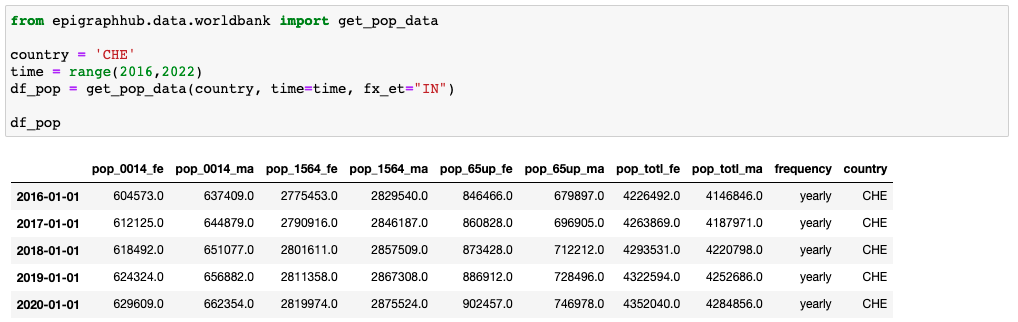 from epigraphhub.data.worldbank import get_pop_data
country = 'CHE'
time = range(2016,2022)
df_pop = get_pop_data(country, time=time, fx_et="IN")
df_pop
pop_0014_fe pop_0014_ma pop_1564_fe pop_1564_ma pop_65up_fe pop_65up_ma pop_totl_fe pop_totl_ma frequency country
2016-01-01 604573.0 637409.0 2775453.0 2829540.0 846466.0 679897.0 4226492.0 4146846.0 yearly CHE
2017-01-01 612125.0 644879.0 2790916.0 2846187.0 860828.0 696905.0 4263869.0 4187971.0 yearly CHE
2018-01-01 618492.0 651077.0 2801611.0 2857509.0 873428.0 712212.0 4293531.0 4220798.0 yearly CHE
2019-01-01 624324.0 656882.0 2811358.0 2867308.0 886912.0 728496.0 4322594.0 4252686.0 yearly CHE
2020-01-01 629609.0 662354.0 2819974.0 2875524.0 902457.0 746978.0 4352040.0 4284856.0 yearly CHE